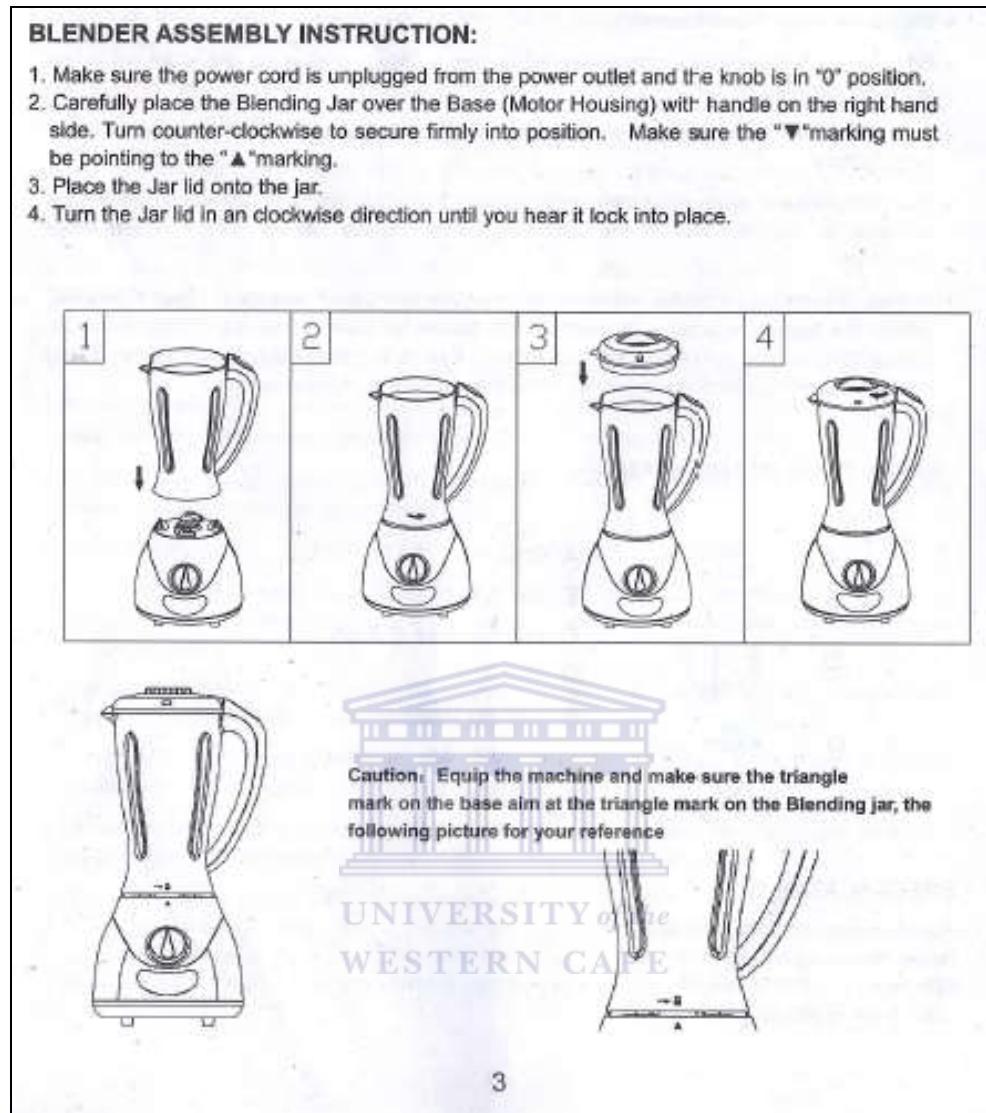 BLENDER ASSEMBLY INSTRUCTION:
1. Make sure the power cord is unplugged from the power outlet and the knob is in "0" position.
2. Carefully place the Blending Jar over the Base (Motor Housing) with handle on the right hand
side. Turn counter-clockwise to secure firmly into position. Make sure the "▼"marking must
be pointing to the "▲"marking.
3. Place the Jar lid onto the jar.
4. Turn the Jar lid in an clockwise direction until you hear it lock into place.
1 2 3 4
Caution. Equip the machine and make sure the triangle
mark on the base aim at the triangle mark on the Blending jar, the
following picture for your reference
UNIVERSITY of the
WESTERN CAPE
3